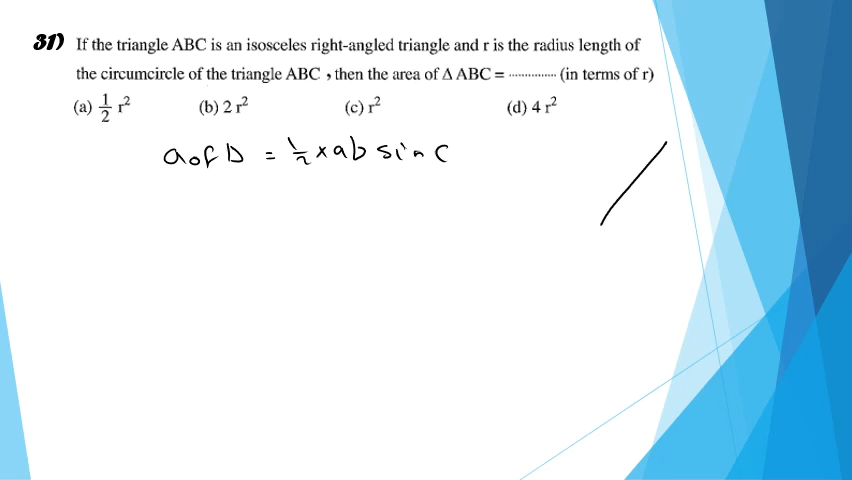 31) If the triangle ABC is an isosceles right-angled triangle and r is the radius length of
the circumcircle of the triangle ABC , then the area of Δ ABC = ............... (in terms of r)
(a) 1/2 r² (b) 2 r² (c) r² (d) 4 r²
a of Δ = 1/2 × ab sin C